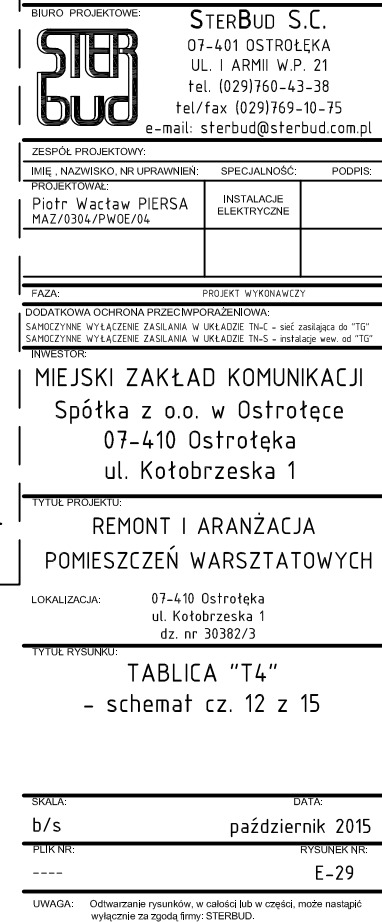 BIURO PROJEKTOWE:
STER
bud
STERBUD S.C.
07-401 OSTROŁĘKA
UL. I ARMII W.P. 21
tel. (029)760-43-38
tel/fax (029)769-10-75
e-mail: sterbud@sterbud.com.pl
ZESPÓŁ PROJEKTOWY:
IMIĘ , NAZWISKO, NR UPRAWNIEŃ: SPECJALNOŚĆ: PODPIS:
PROJEKTOWAŁ:
Piotr Wacław PIERSA
MAZ/0304/PWOE/04
INSTALACJE
ELEKTRYCZNE
FAZA: PROJEKT WYKONAWCZY
DODATKOWA OCHRONA PRZECIWPORAŻENIOWA:
SAMOCZYNNE WYŁĄCZENIE ZASILANIA W UKŁADZIE TN-C - sieć zasilająca do "TG"
SAMOCZYNNE WYŁĄCZENIE ZASILANIA W UKŁADZIE TN-S - instalacje wew. od "TG"
INWESTOR:
MIEJSKI ZAKŁAD KOMUNIKACJI
Spółka z o.o. w Ostrołęce
07-410 Ostrołęka
ul. Kołobrzeska 1
TYTUŁ PROJEKTU:
REMONT I ARANŻACJA
POMIESZCZEŃ WARSZTATOWYCH
LOKALIZACJA: 07-410 Ostrołęka
ul. Kołobrzeska 1
dz. nr 30382/3
TYTUŁ RYSUNKU:
TABLICA "T4"
- schemat cz. 12 z 15
SKALA: DATA:
b/s październik 2015
PLIK NR: RYSUNEK NR:
---- E-29
UWAGA: Odtwarzanie rysunków, w całości lub w części, może nastąpić
wyłącznie za zgodą firmy: STERBUD.